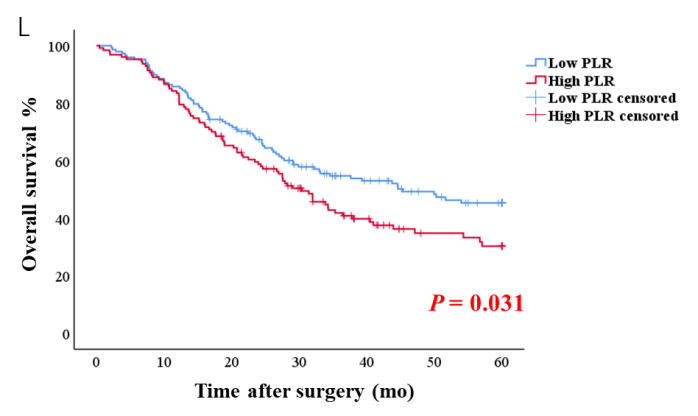 L
100
80
60
40
20
0
Overall survival %
0 10 20 30 40 50 60
Time after surgery (mo)
Low PLR
High PLR
Low PLR censored
High PLR censored
P = 0.031